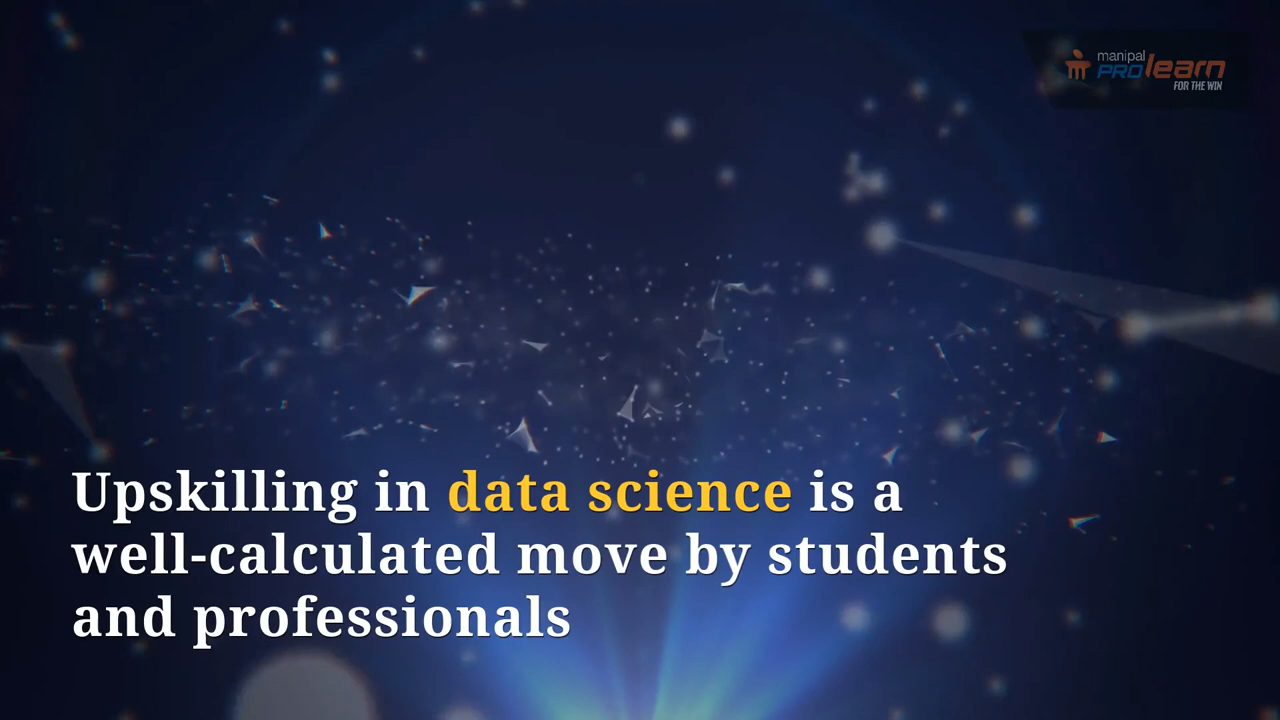 manipal
PROlearn
FOR THE WIN
Upskilling in data science is a
well-calculated move by students
and professionals